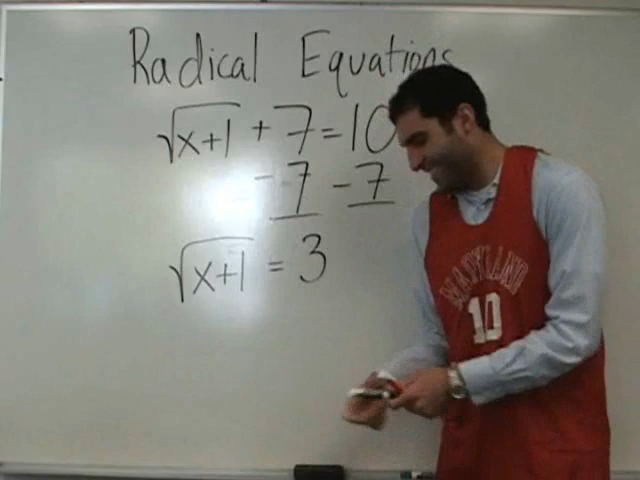 Radical Equations
√x+1 + 7 = 10
- 7 - 7
√x+1 = 3
MARYLAND
10